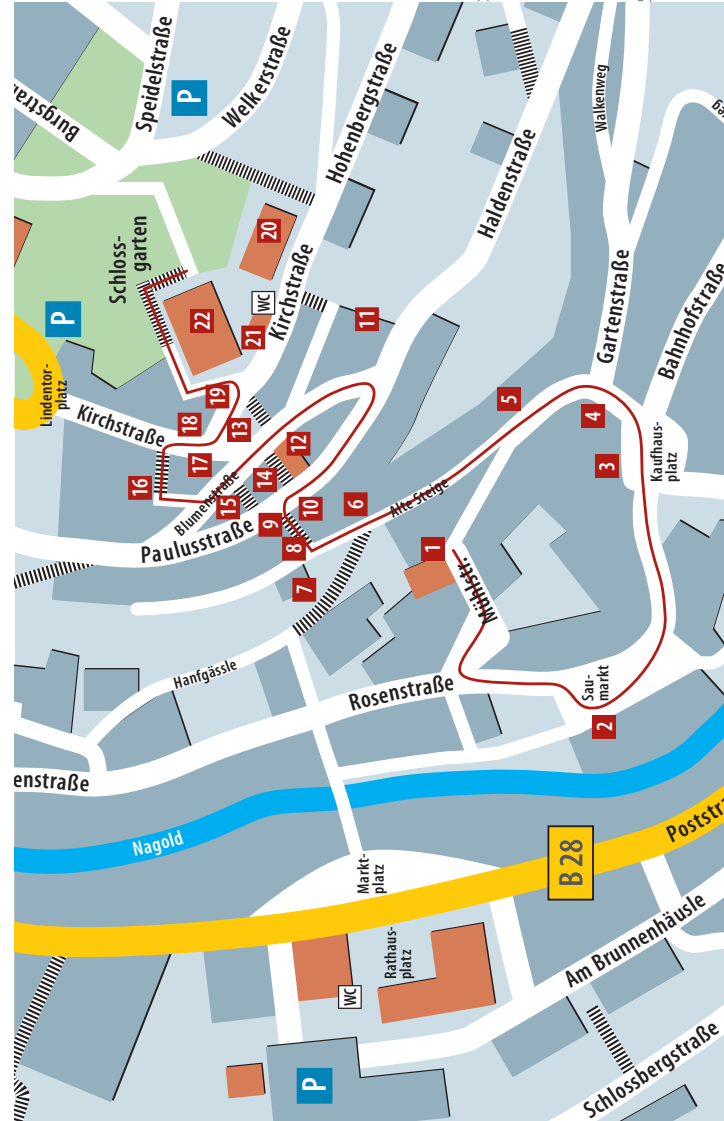 Burgstraß
Speidelstraße
P
Welkerstraße
Hohenbergstraße
Walkenweg
Haldenstraße
Schloss-
garten
P
20
WC
22
21
Kirchstraße
11
Gartenstraße
Bahnhofstraße
Lindentor-
platz
Kirchstraße
19
18
13
17
16
12
14
Blumenstraße
15
5
4
Kaufhaus-
platz
3
10
9
6
Alte Steige
Paulusstraße
8
7
1
Mühlstr.
Hanfgässle
Rosenstraße
Sau-
markt
2
enstraße
Nagold
Markt-
platz
B 28
Poststra
Rathaus-
platz
WC
Am Brunnenhäusle
P
Schlossbergstraße